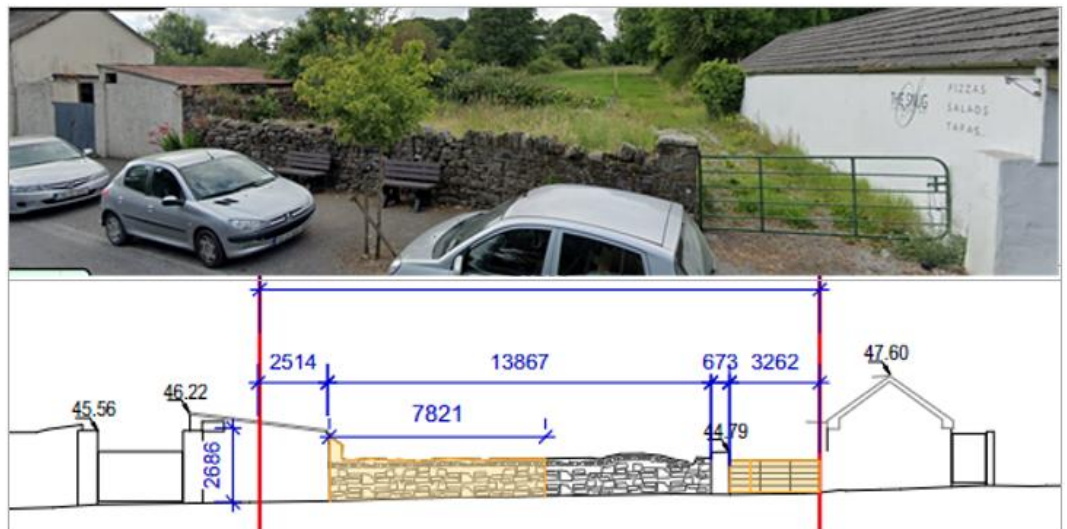 THE SNUG
PIZZAS
SALADS
TAPAS.
2514
13867
673
3262
47.60
46.22
45.56
7821
44.79
2686